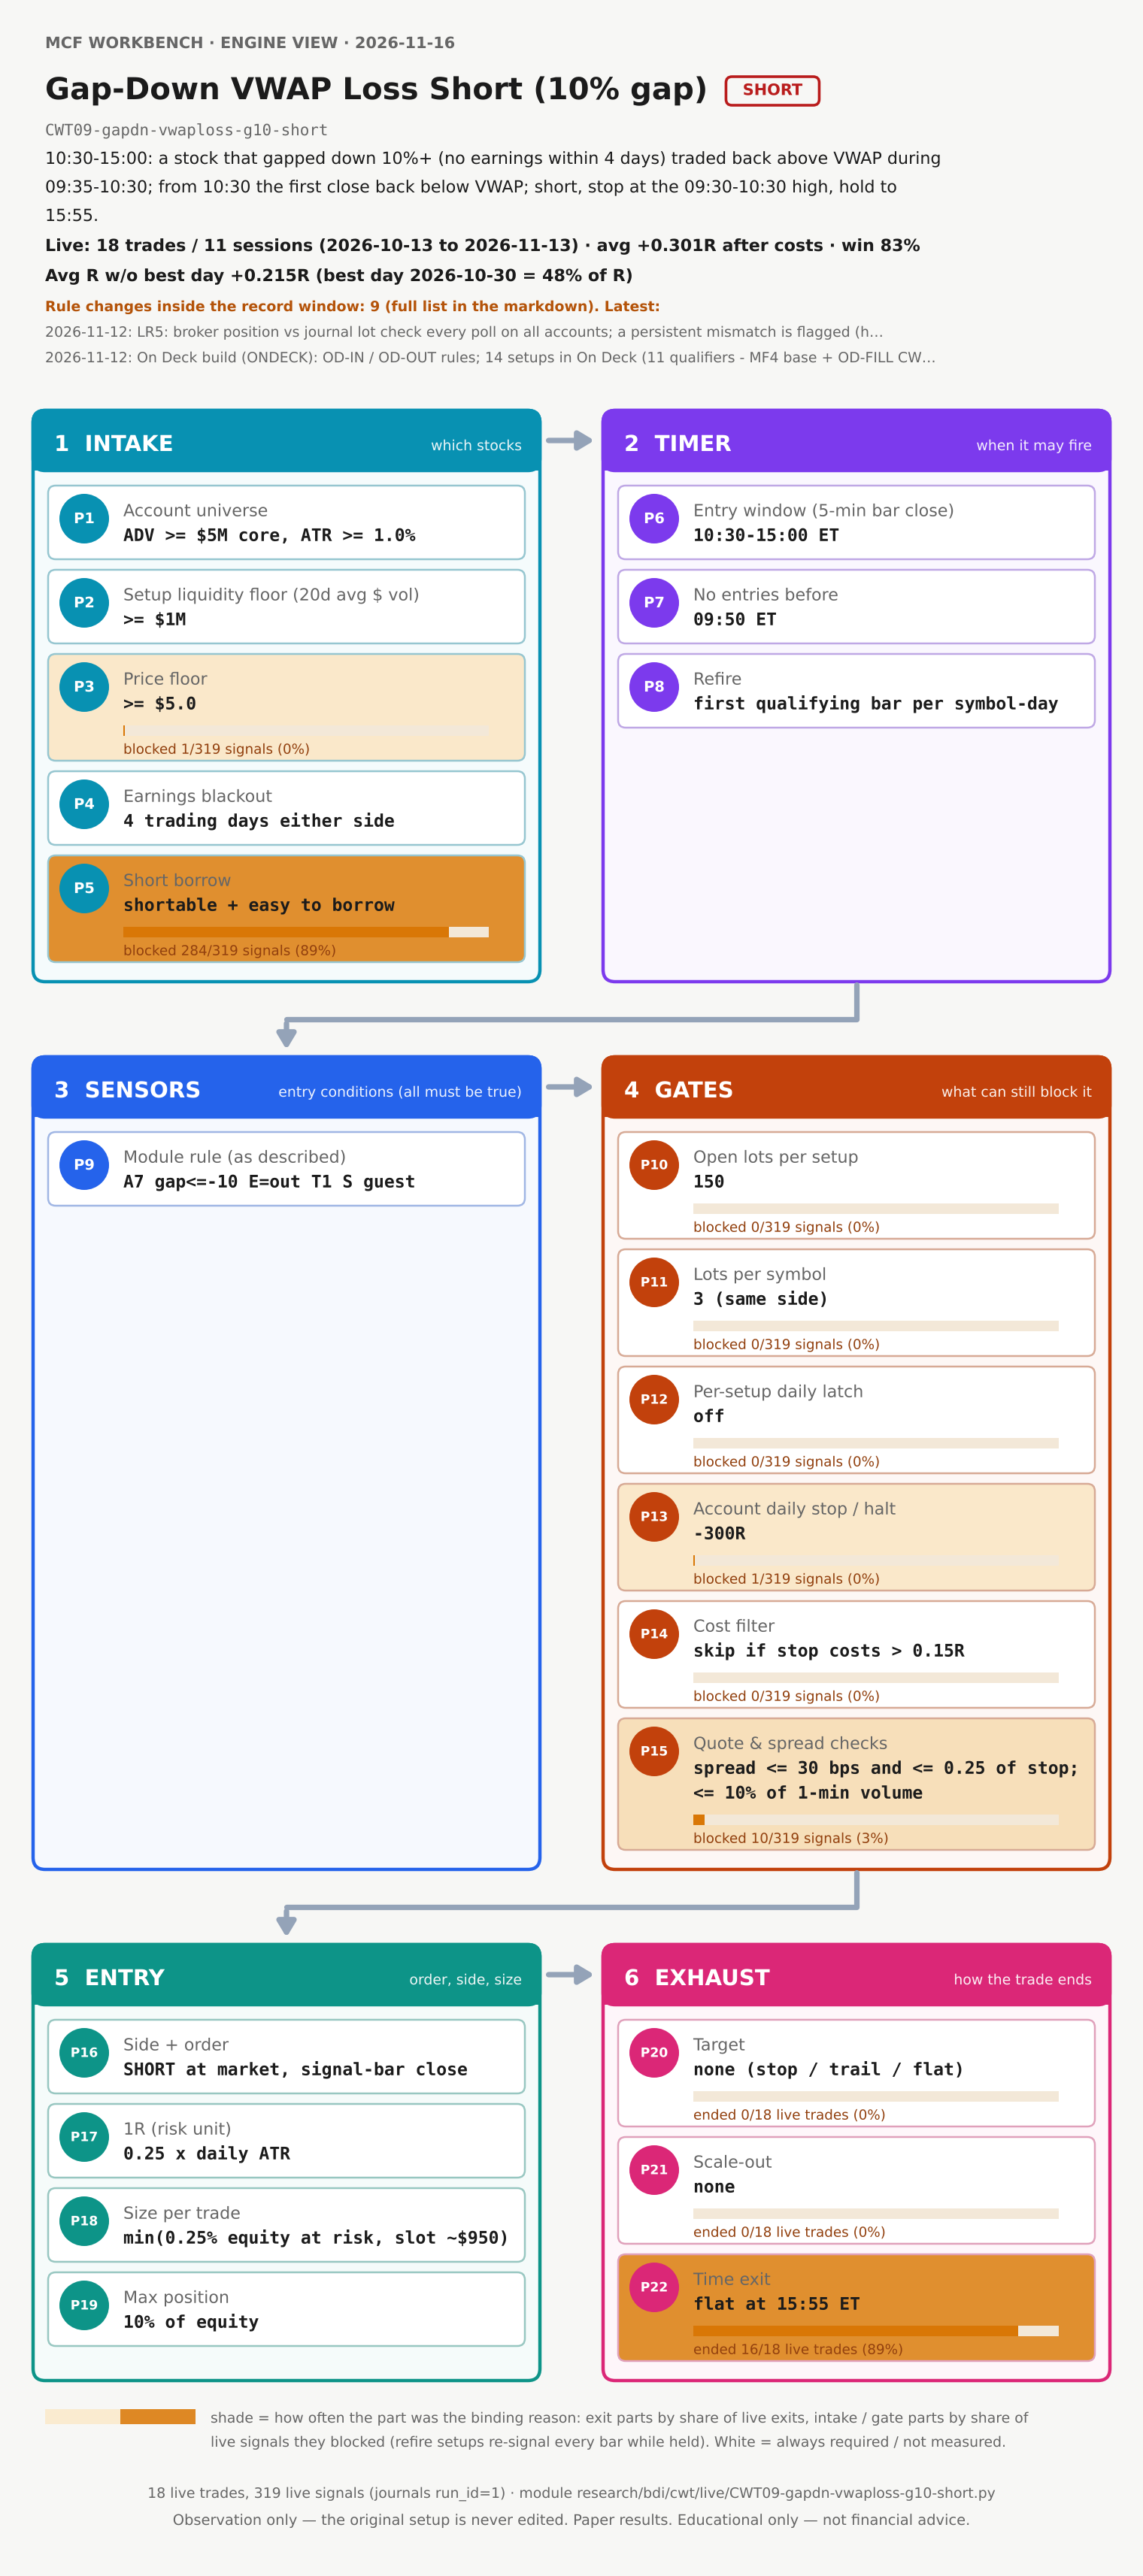 MCF WORKBENCH · ENGINE VIEW · 2026-11-16
Gap-Down VWAP Loss Short (10% gap) SHORT
CWT09-gapdn-vwaploss-g10-short
10:30-15:00: a stock that gapped down 10%+ (no earnings within 4 days) traded back above VWAP during
09:35-10:30; from 10:30 the first close back below VWAP; short, stop at the 09:30-10:30 high, hold to
15:55.
Live: 18 trades / 11 sessions (2026-10-13 to 2026-11-13) · avg +0.301R after costs · win 83%
Avg R w/o best day +0.215R (best day 2026-10-30 = 48% of R)
Rule changes inside the record window: 9 (full list in the markdown). Latest:
2026-11-12: LR5: broker position vs journal lot check every poll on all accounts; a persistent mismatch is flagged (h…
2026-11-12: On Deck build (ONDECK): OD-IN / OD-OUT rules; 14 setups in On Deck (11 qualifiers - MF4 base + OD-FILL CW…
1 INTAKE which stocks
P1 Account universe
ADV >= $5M core, ATR >= 1.0%
P2 Setup liquidity floor (20d avg $ vol)
>= $1M
P3 Price floor
>= $5.0
blocked 1/319 signals (0%)
P4 Earnings blackout
4 trading days either side
P5 Short borrow
shortable + easy to borrow
blocked 284/319 signals (89%)
2 TIMER when it may fire
P6 Entry window (5-min bar close)
10:30-15:00 ET
P7 No entries before
09:50 ET
P8 Refire
first qualifying bar per symbol-day
3 SENSORS entry conditions (all must be true)
P9 Module rule (as described)
A7 gap<=-10 E=out T1 S guest
4 GATES what can still block it
P10 Open lots per setup
150
blocked 0/319 signals (0%)
P11 Lots per symbol
3 (same side)
blocked 0/319 signals (0%)
P12 Per-setup daily latch
off
blocked 0/319 signals (0%)
P13 Account daily stop / halt
-300R
blocked 1/319 signals (0%)
P14 Cost filter
skip if stop costs > 0.15R
blocked 0/319 signals (0%)
P15 Quote & spread checks
spread <= 30 bps and <= 0.25 of stop;
<= 10% of 1-min volume
blocked 10/319 signals (3%)
5 ENTRY order, side, size
P16 Side + order
SHORT at market, signal-bar close
P17 1R (risk unit)
0.25 x daily ATR
P18 Size per trade
min(0.25% equity at risk, slot ~$950)
P19 Max position
10% of equity
6 EXHAUST how the trade ends
P20 Target
none (stop / trail / flat)
ended 0/18 live trades (0%)
P21 Scale-out
none
ended 0/18 live trades (0%)
P22 Time exit
flat at 15:55 ET
ended 16/18 live trades (89%)
shade = how often the part was the binding reason: exit parts by share of live exits, intake / gate parts by share of
live signals they blocked (refire setups re-signal every bar while held). White = always required / not measured.
18 live trades, 319 live signals (journals run_id=1) · module research/bdi/cwt/live/CWT09-gapdn-vwaploss-g10-short.py
Observation only — the original setup is never edited. Paper results. Educational only — not financial advice.